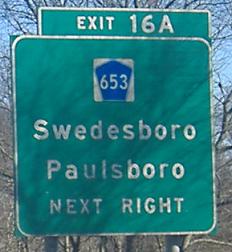 EXIT 16A
653
Swedesboro
Paulsboro
NEXT RIGHT